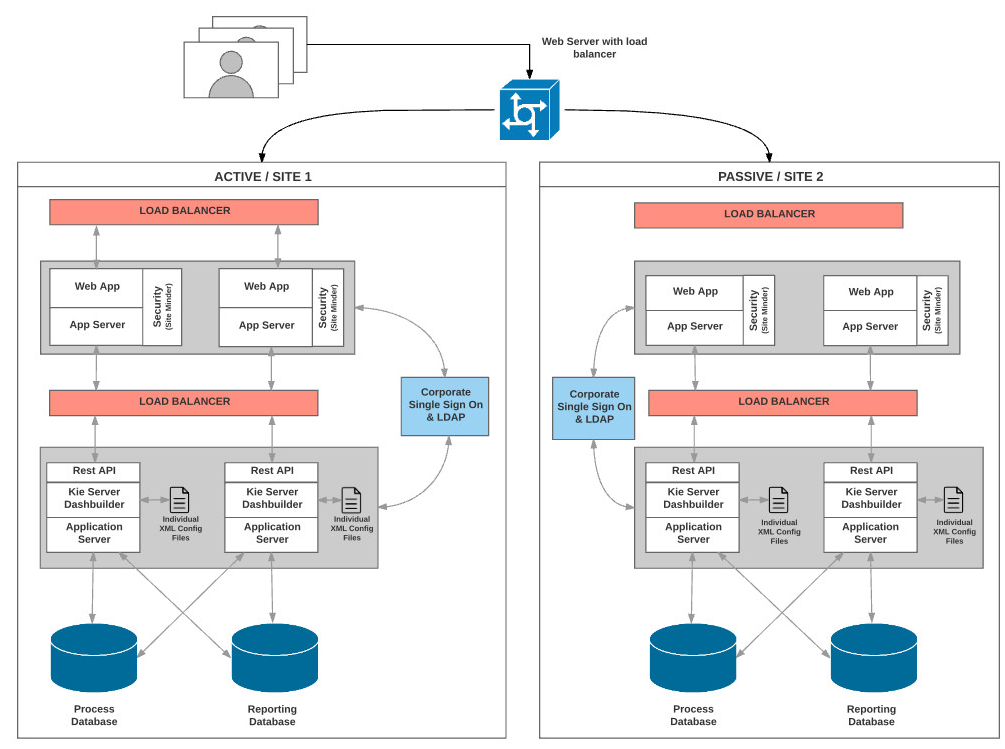 Web Server with load
balancer
ACTIVE / SITE 1
LOAD BALANCER
Web App
App Server
Security
(Site Minder)
Web App
App Server
Security
(Site Minder)
Corporate
Single Sign On
& LDAP
LOAD BALANCER
Rest API
Kie Server
Dashbuilder
Application
Server
Individual
XML Config
Files
Rest API
Kie Server
Dashbuilder
Application
Server
Individual
XML Config
Files
Process
Database
Reporting
Database
PASSIVE / SITE 2
LOAD BALANCER
Web App
App Server
Security
(Site Minder)
Web App
App Server
Security
(Site Minder)
Corporate
Single Sign On
& LDAP
LOAD BALANCER
Rest API
Kie Server
Dashbuilder
Application
Server
Individual
XML Config
Files
Rest API
Kie Server
Dashbuilder
Application
Server
Individual
XML Config
Files
Process
Database
Reporting
Database